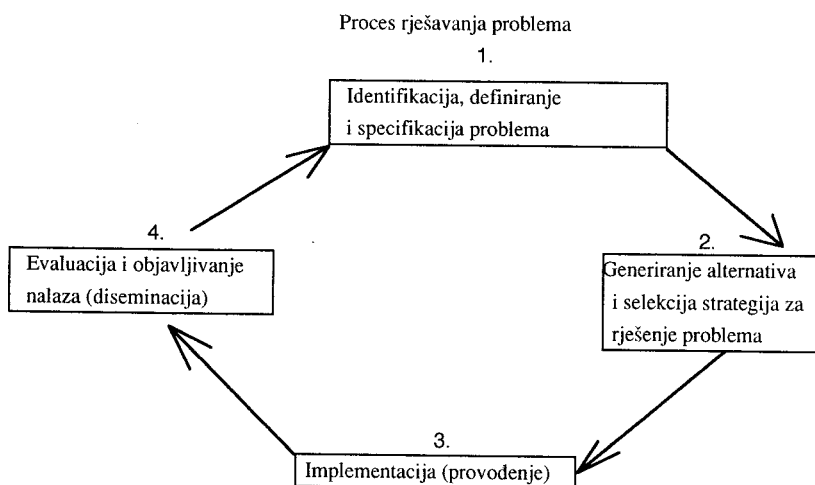 Proces rješavanja problema
1.
Identifikacija, definiranje
i specifikacija problema
2.
Generiranje alternativa
i selekcija strategija za
rješenje problema
3.
Implementacija (provođenje)
4.
Evaluacija i objavljivanje
nalaza (diseminacija)